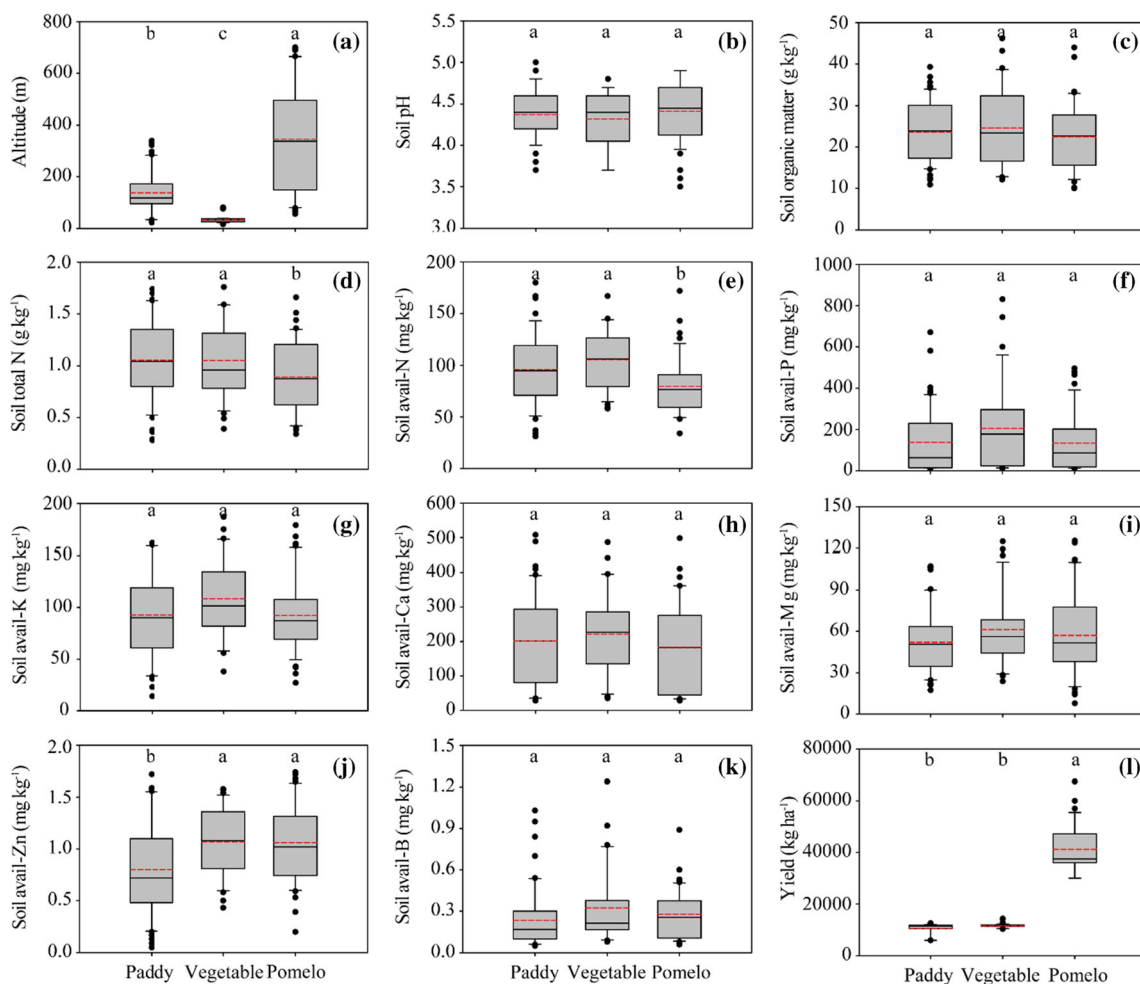 800
600
400
200
0
Altitude (m)
b c a
(a)
5.5
5.0
4.5
4.0
3.5
3.0
Soil pH
a a a
(b)
50
40
30
20
10
0
Soil organic matter (g kg-1)
a a a
(c)
2.0
1.5
1.0
0.5
0.0
Soil total N (g kg-1)
a a b
(d)
200
150
100
50
0
Soil avail-N (mg kg-1)
a a b
(e)
1000
800
600
400
200
0
Soil avail-P (mg kg-1)
a a a
(f)
200
150
100
50
0
Soil avail-K (mg kg-1)
a a a
(g)
600
500
400
300
200
100
0
Soil avail-Ca (mg kg-1)
a a a
(h)
150
120
90
60
30
0
Soil avail-Mg (mg kg-1)
a a a
(i)
2.0
1.5
1.0
0.5
0.0
Soil avail-Zn (mg kg-1)
b a a
(j)
Paddy Vegetable Pomelo
1.5
1.2
0.9
0.6
0.3
0.0
Soil avail-B (mg kg-1)
a a a
(k)
Paddy Vegetable Pomelo
80000
60000
40000
20000
0
Yield (kg ha-1)
b b a
(l)
Paddy Vegetable Pomelo